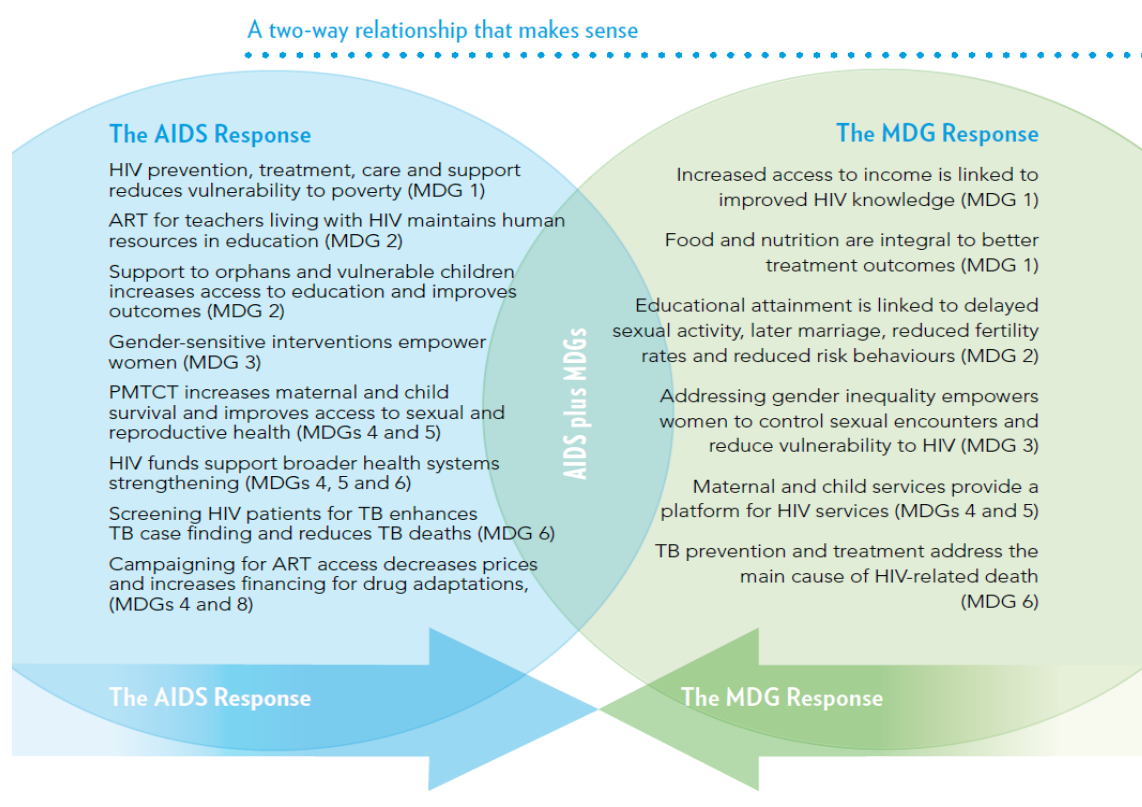 A two-way relationship that makes sense
The AIDS Response
HIV prevention, treatment, care and support
reduces vulnerability to poverty (MDG 1)
ART for teachers living with HIV maintains human
resources in education (MDG 2)
Support to orphans and vulnerable children
increases access to education and improves
outcomes (MDG 2)
Gender-sensitive interventions empower
women (MDG 3)
PMTCT increases maternal and child
survival and improves access to sexual and
reproductive health (MDGs 4 and 5)
HIV funds support broader health systems
strengthening (MDGs 4, 5 and 6)
Screening HIV patients for TB enhances
TB case finding and reduces TB deaths (MDG 6)
Campaigning for ART access decreases prices
and increases financing for drug adaptations,
(MDGs 4 and 8)
AIDS plus MDGs
The MDG Response
Increased access to income is linked to
improved HIV knowledge (MDG 1)
Food and nutrition are integral to better
treatment outcomes (MDG 1)
Educational attainment is linked to delayed
sexual activity, later marriage, reduced fertility
rates and reduced risk behaviours (MDG 2)
Addressing gender inequality empowers
women to control sexual encounters and
reduce vulnerability to HIV (MDG 3)
Maternal and child services provide a
platform for HIV services (MDGs 4 and 5)
TB prevention and treatment address the
main cause of HIV-related death
(MDG 6)
The AIDS Response
The MDG Response